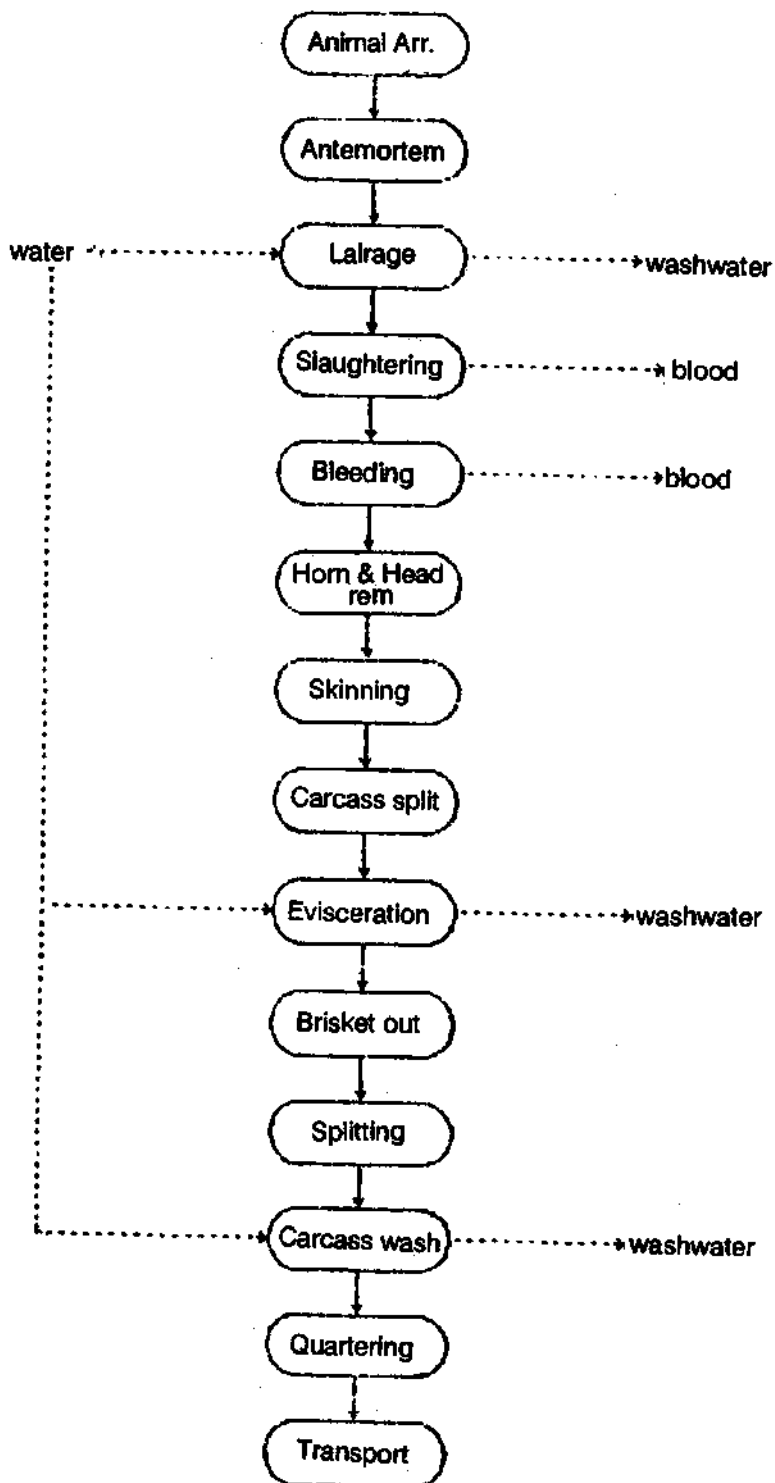 Animal Arr.
Antemortem
water
Lairage
washwater
Slaughtering
blood
Bleeding
blood
Horn & Head
rem
Skinning
Carcass split
Evisceration
washwater
Brisket out
Splitting
Carcass wash
washwater
Quartering
Transport